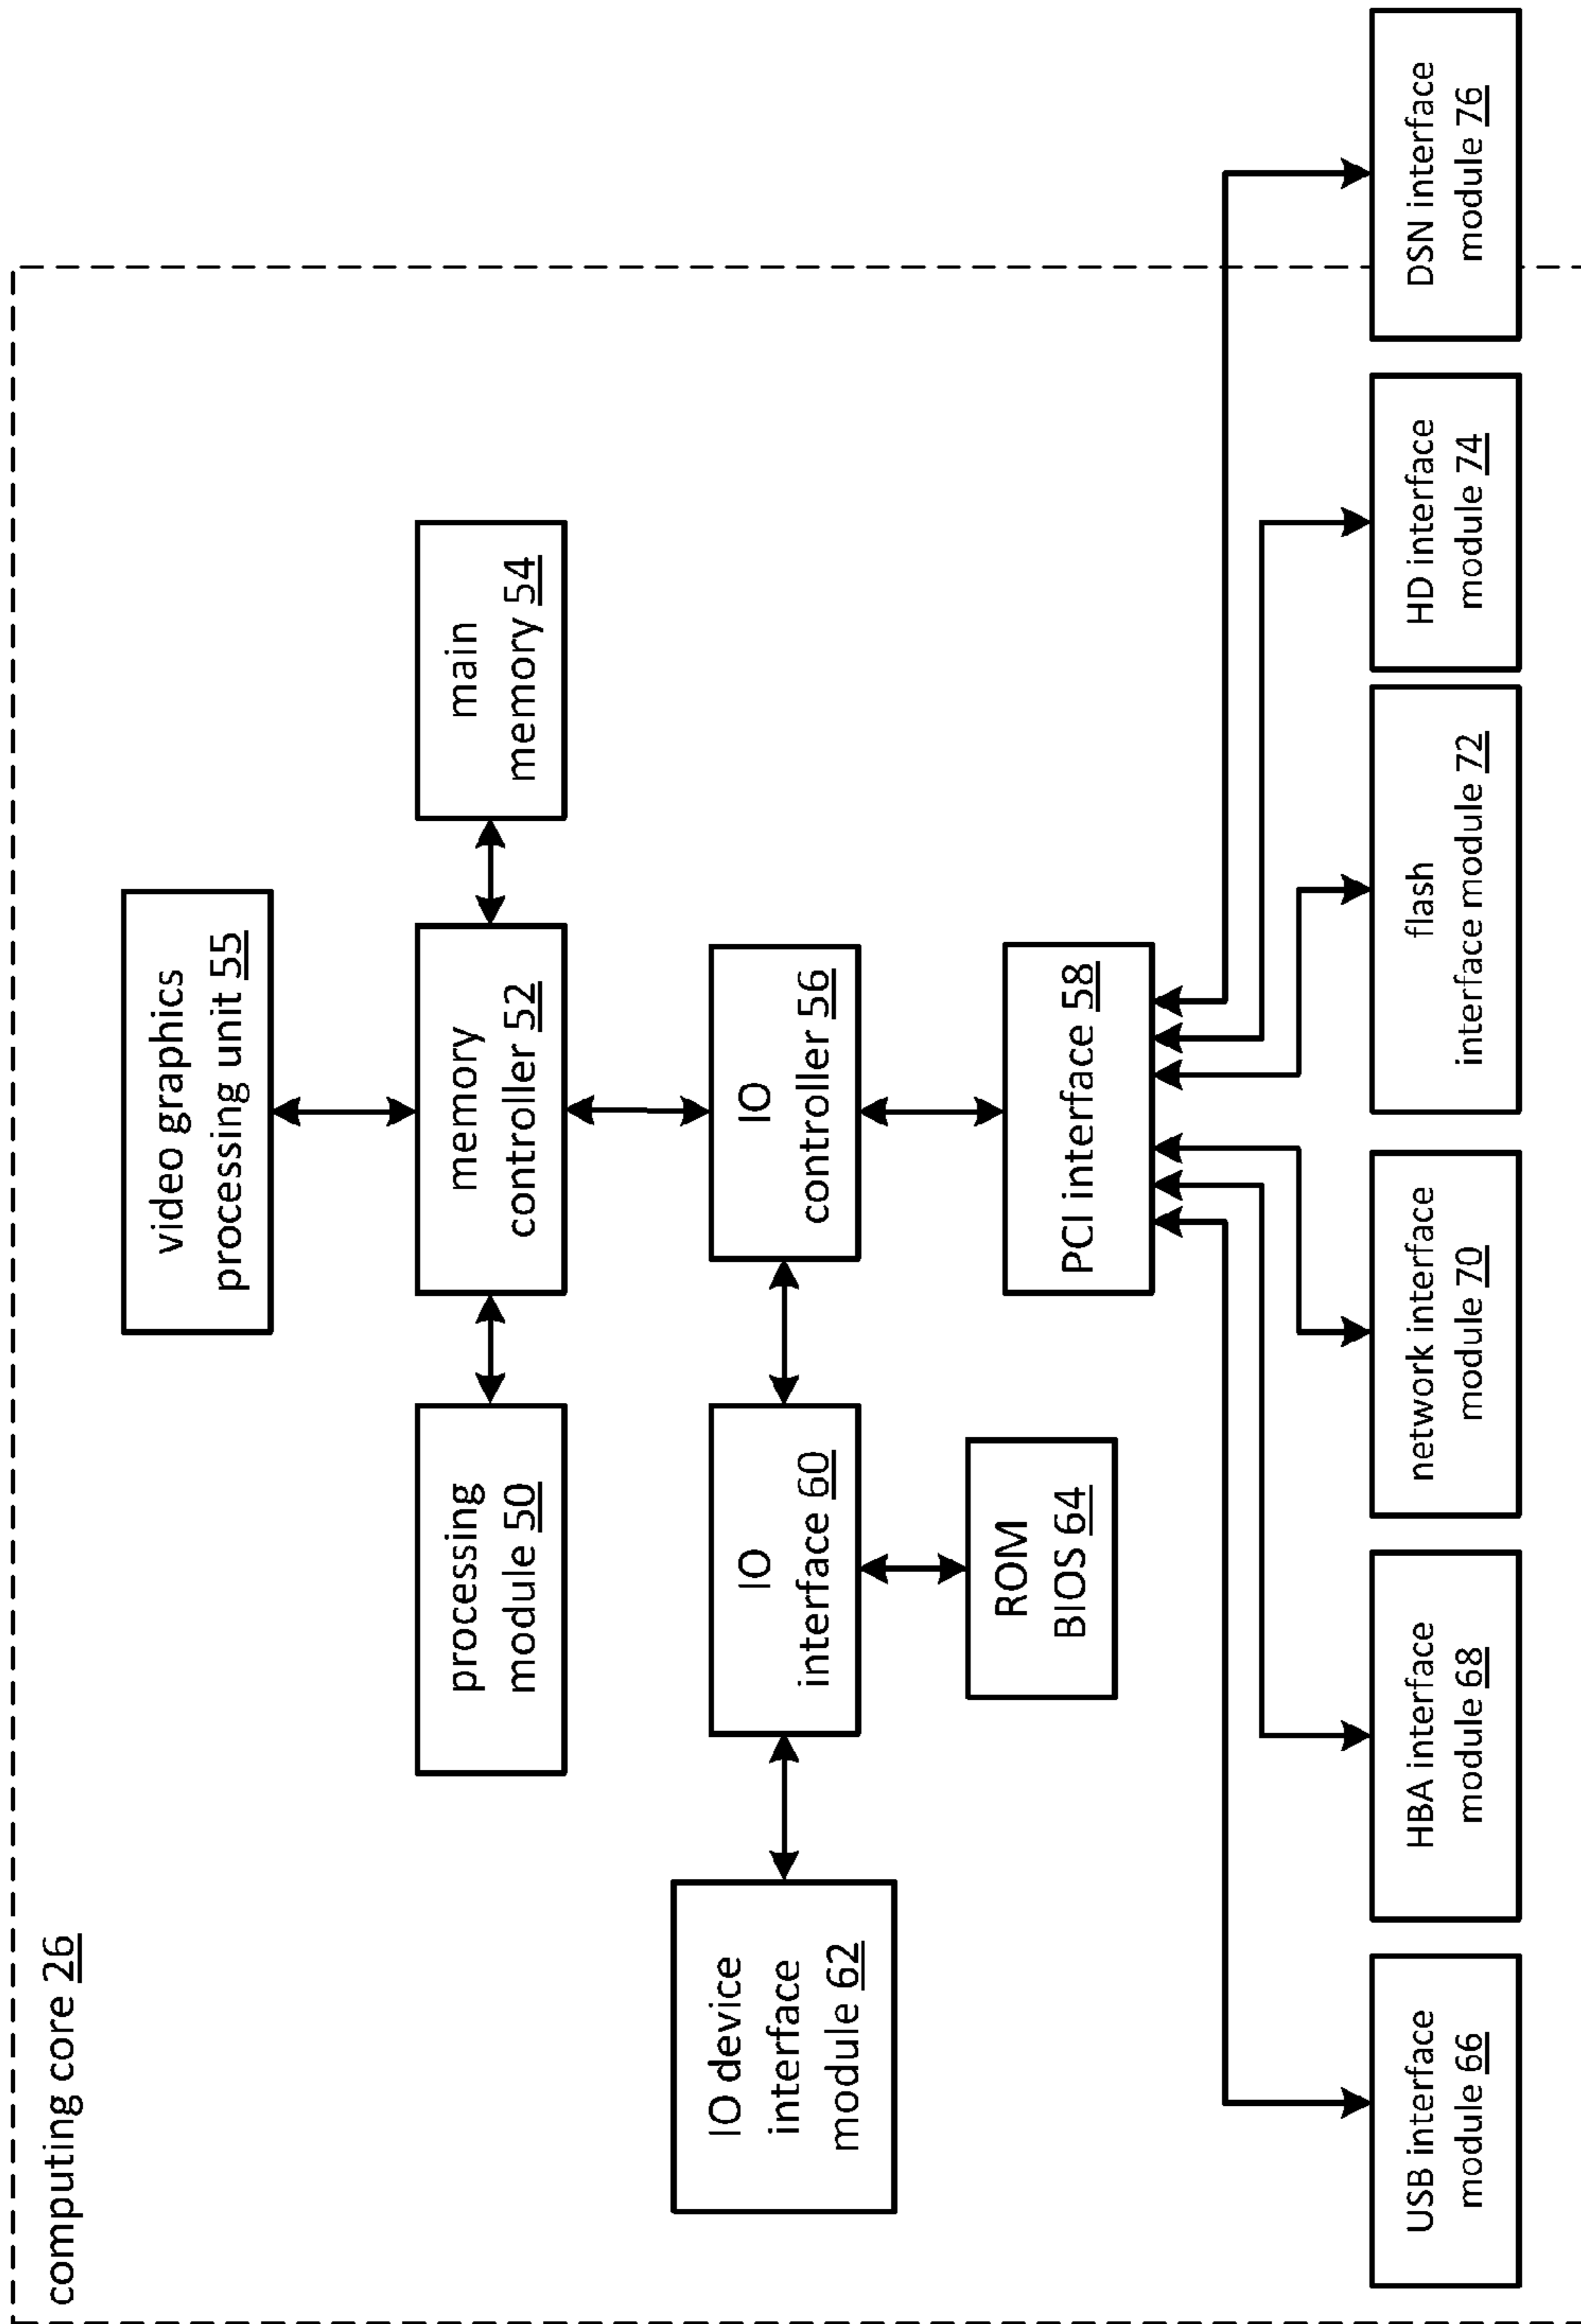 computing core 26
video graphics
processing unit 55
processing
module 50
memory
controller 52
main
memory 54
IO device
interface
module 62
IO
interface 60
IO
controller 56
ROM
BIOS 64
PCI interface 58
USB interface
module 66
HBA interface
module 68
network interface
module 70
flash
interface module 72
HD interface
module 74
DSN interface
module 76